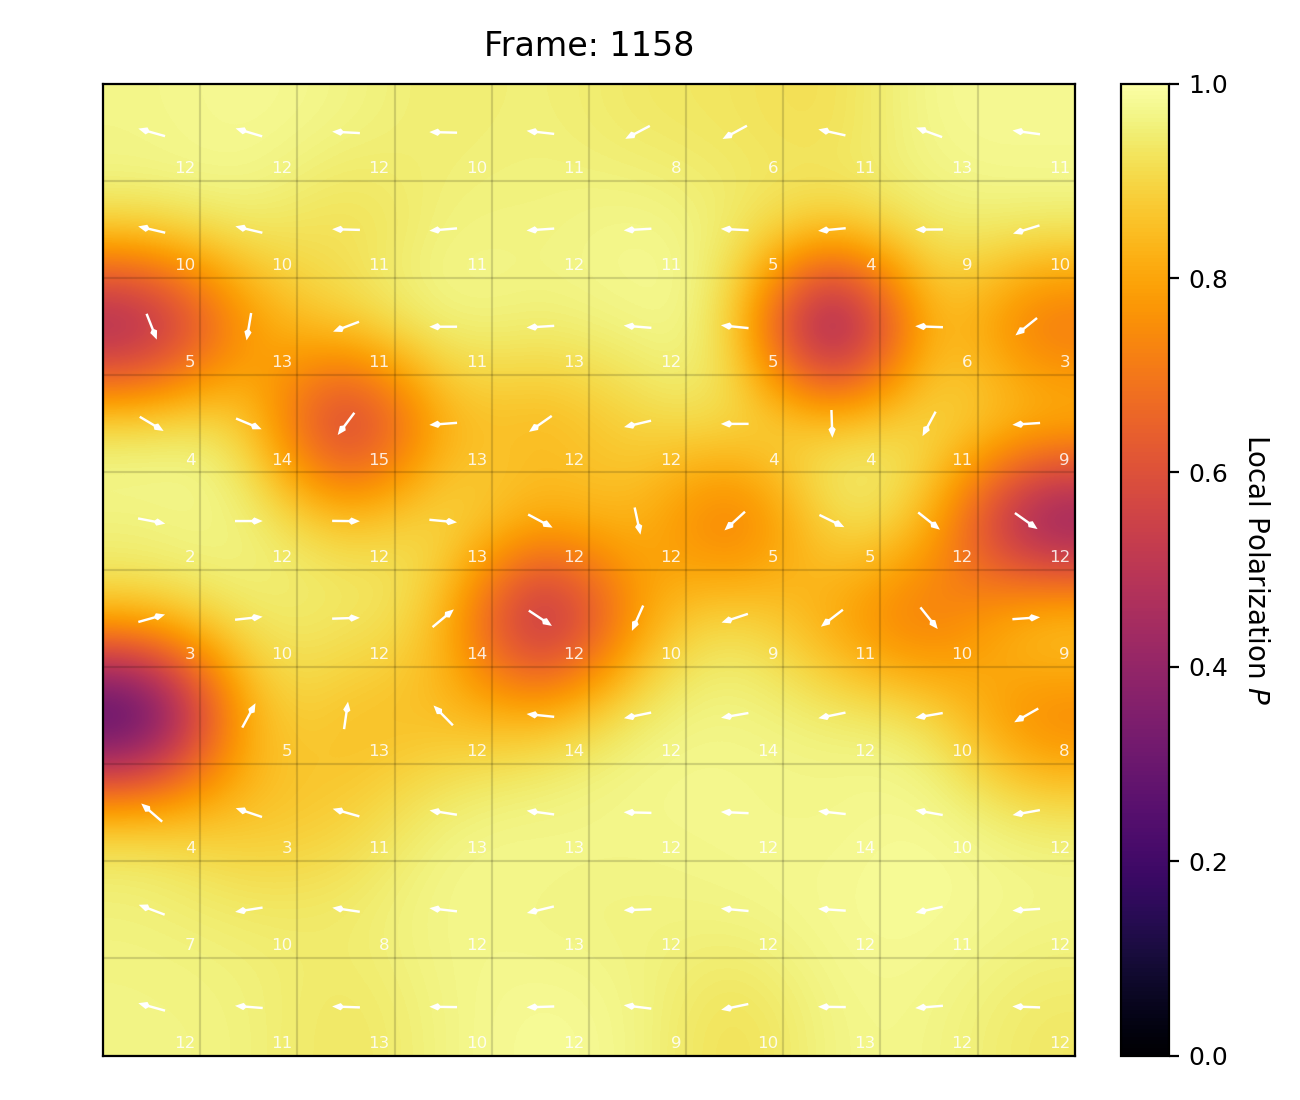 Frame: 1158
12 12 12 10 11 8 6 11 13 11
10 10 11 11 12 11 5 4 9 10
5 13 11 11 13 12 5 6 3
4 14 15 13 12 12 4 4 11 9
2 12 12 13 12 12 5 5 12 12
3 10 12 14 12 10 9 11 10 9
5 13 12 14 12 14 12 10 8
4 3 11 13 13 12 12 14 10 12
7 10 8 12 13 12 12 12 11 12
12 11 13 10 12 9 10 13 12 12
1.0
0.8
0.6
0.4
0.2
0.0
Local Polarization P